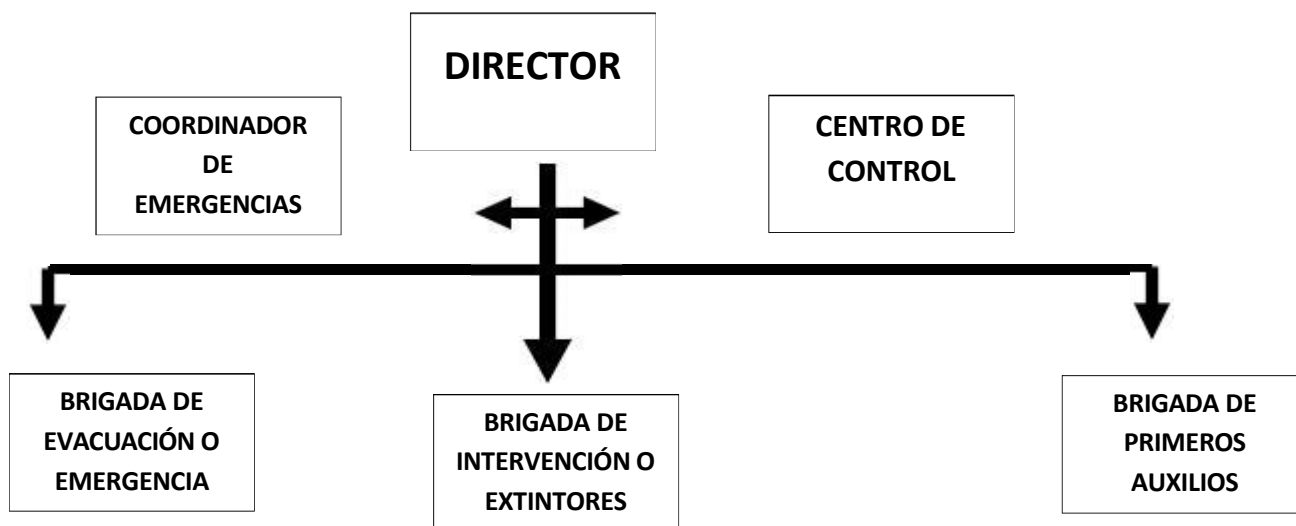 DIRECTOR
COORDINADOR
DE
EMERGENCIAS
CENTRO DE
CONTROL
BRIGADA DE
EVACUACIÓN O
EMERGENCIA
BRIGADA DE
INTERVENCIÓN O
EXTINTORES
BRIGADA DE
PRIMEROS
AUXILIOS